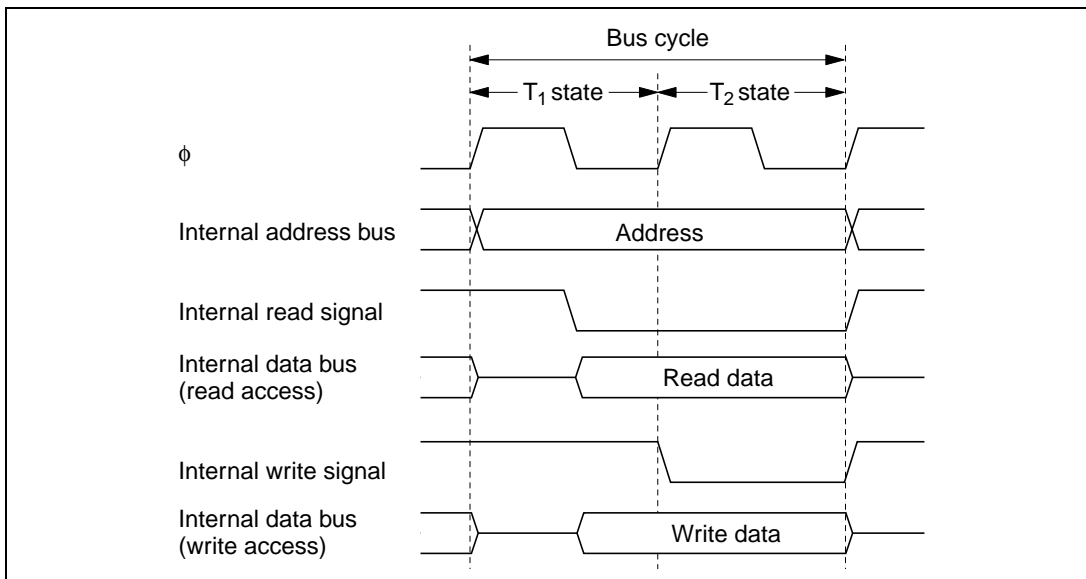 Bus cycle
T₁ state
T₂ state
ϕ
Internal address bus
Address
Internal read signal
Internal data bus
(read access)
Read data
Internal write signal
Internal data bus
(write access)
Write data